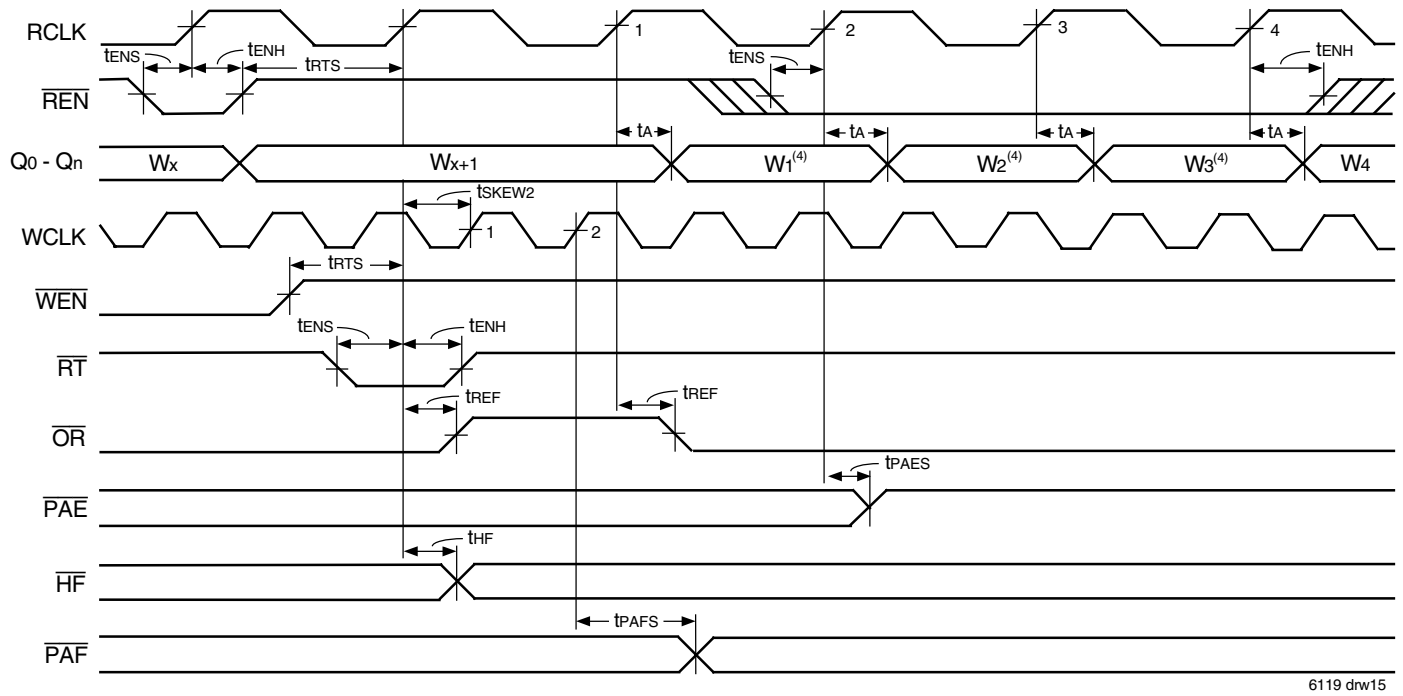 RCLK
1
2
3
4
tENS
tENH
tRTS
tENS
tENH
REN
tA
tA
tA
tA
Q0 - Qn
Wx
Wx+1
W1(4)
W2(4)
W3(4)
W4
tSKEW2
WCLK
1
2
tRTS
WEN
tENS
tENH
RT
tREF
tREF
OR
tPAES
PAE
tHF
HF
tPAFS
PAF
6119 drw15